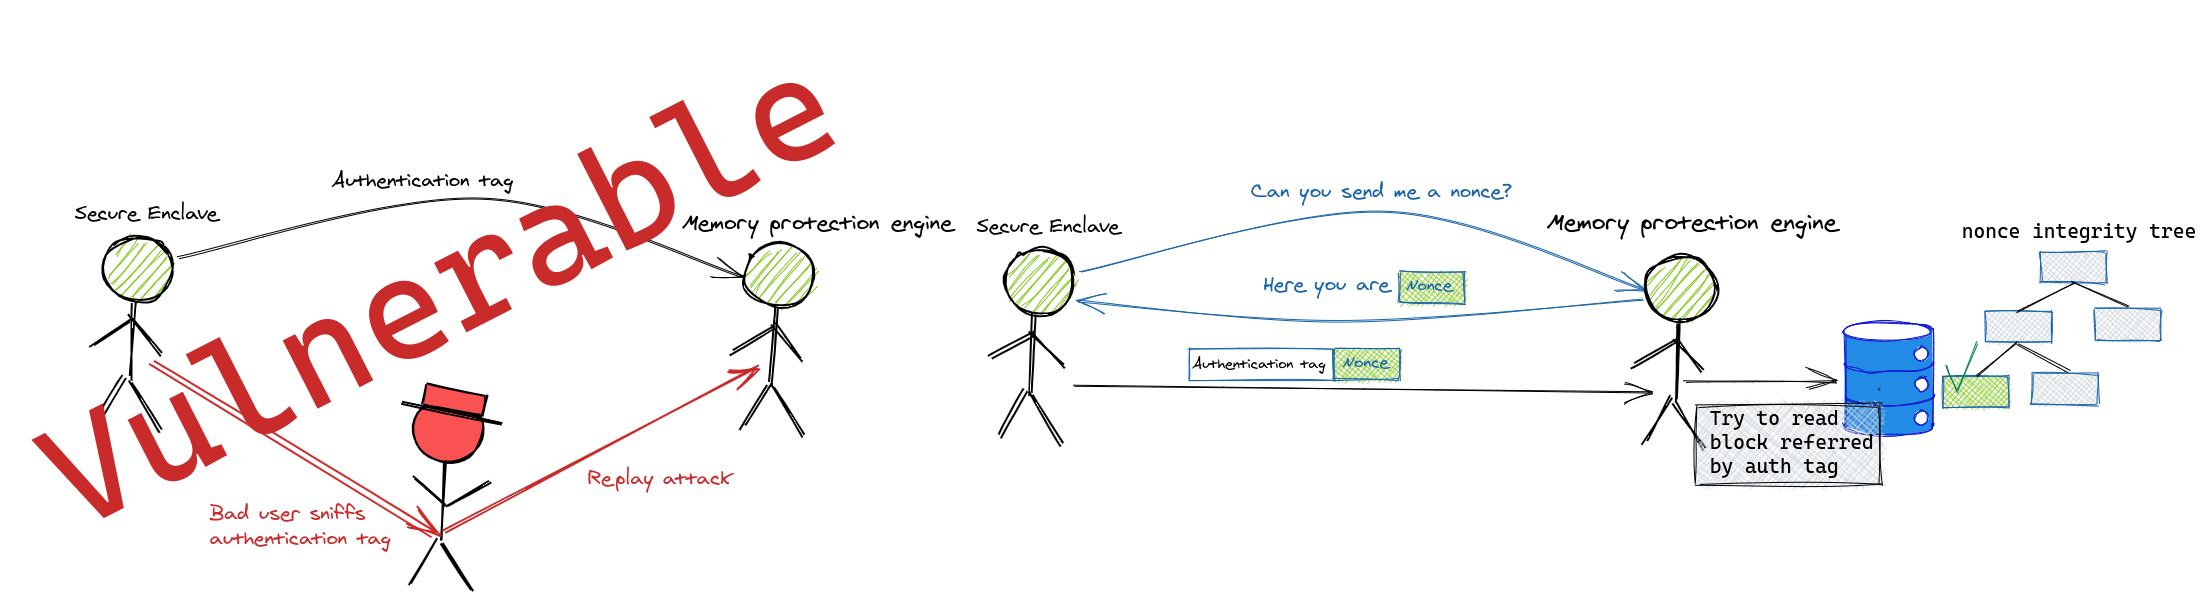 Vulnerable
Authentication tag
Secure Enclave
Memory protection engine
Bad user sniffs
authentication tag
Replay attack
Can you send me a nonce?
Secure Enclave
Memory protection engine
Here you are Nonce
Authentication tag Nonce
Try to read
block referred
by auth tag
nonce integrity tree